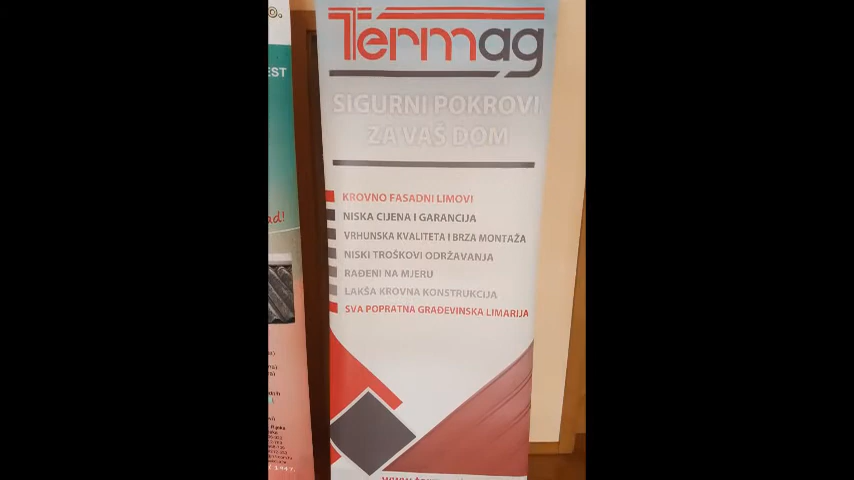 Termag
SIGURNI POKROVI
ZA VAŠ DOM
KROVNO FASADNI LIMOVI
NISKA CIJENA I GARANCIJA
VRHUNSKA KVALITETA I BRZA MONTAŽA
NISKI TROŠKOVI ODRŽAVANJA
RAĐENI NA MJERU
LAKŠA KROVNA KONSTRUKCIJA
SVA POPRATNA GRAĐEVINSKA LIMARIJA